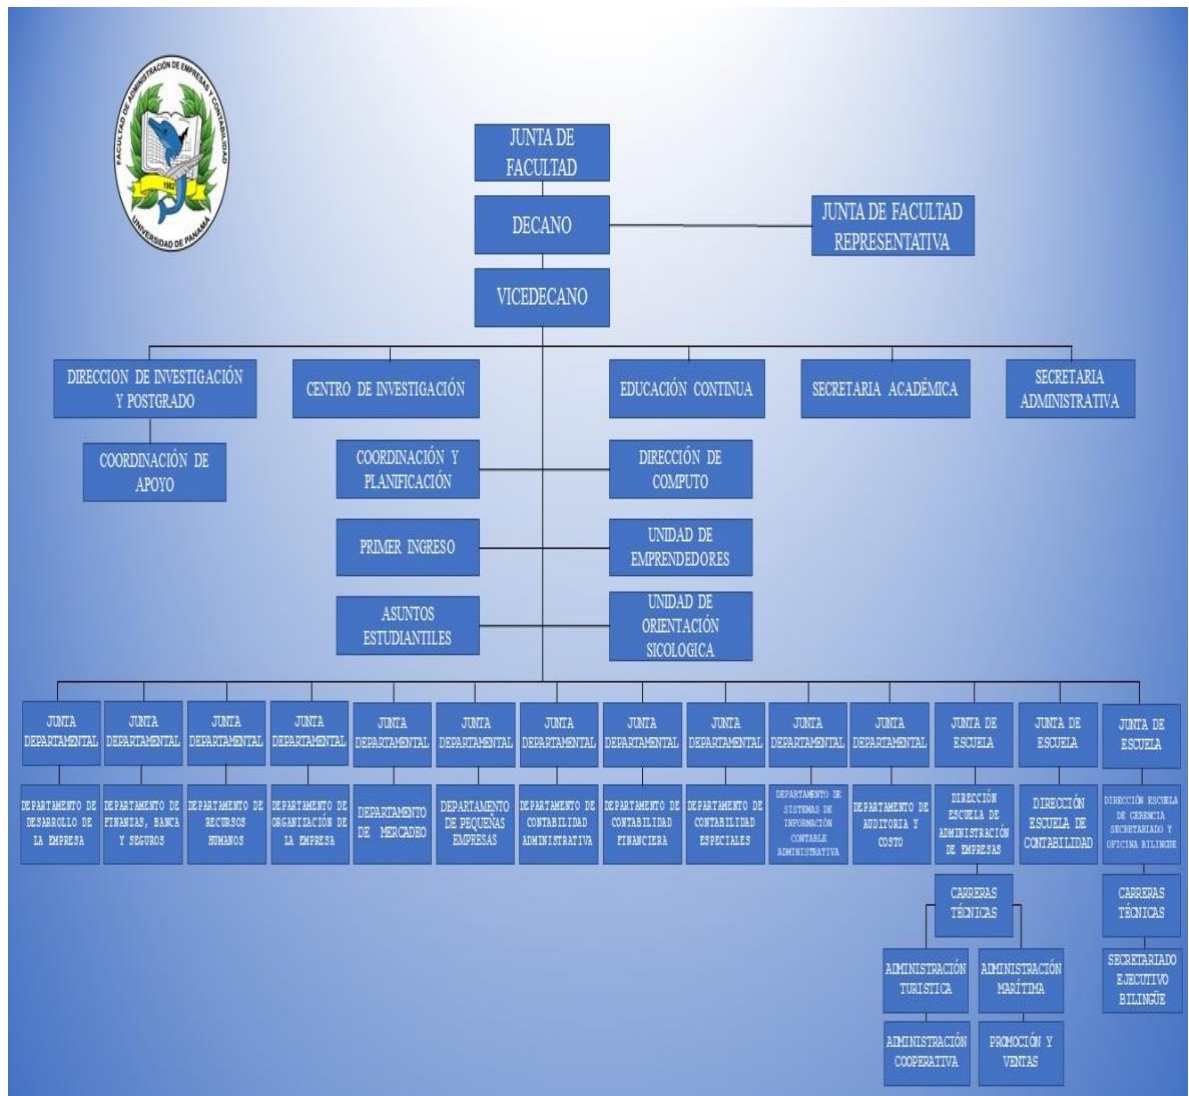 FACULTAD DE ADMINISTRACIÓN DE EMPRESAS Y CONTABILIDAD
1982
UNIVERSIDAD DE PANAMÁ
JUNTA DE
FACULTAD
DECANO
JUNTA DE FACULTAD
REPRESENTATIVA
VICEDECANO
DIRECCION DE INVESTIGACIÓN
Y POSTGRADO
CENTRO DE INVESTIGACIÓN
EDUCACIÓN CONTINUA
SECRETARIA ACADÉMICA
SECRETARIA
ADMINISTRATIVA
COORDINACIÓN DE
APOYO
COORDINACIÓN Y
PLANIFICACIÓN
DIRECCIÓN DE
COMPUTO
PRIMER INGRESO
UNIDAD DE
EMPRENDEDORES
ASUNTOS
ESTUDIANTILES
UNIDAD DE
ORIENTACIÓN
SICOLOGICA
JUNTA
DEPARTAMENTAL
JUNTA
DEPARTAMENTAL
JUNTA
DEPARTAMENTAL
JUNTA
DEPARTAMENTAL
JUNTA
DEPARTAMENTAL
JUNTA
DEPARTAMENTAL
JUNTA
DEPARTAMENTAL
JUNTA
DEPARTAMENTAL
JUNTA
DEPARTAMENTAL
JUNTA
DEPARTAMENTAL
JUNTA
DEPARTAMENTAL
JUNTA DE
ESCUELA
JUNTA DE
ESCUELA
JUNTA DE
ESCUELA
DEPARTAMENTO DE
DESARROLLO DE
LA EMPRESA
DEPARTAMENTO DE
FINANZAS, BANCA
Y SEGUROS
DEPARTAMENTO DE
RECURSOS
HUMANOS
DEPARTAMENTO DE
ORGANIZACIÓN DE
LA EMPRESA
DEPARTAMENTO
DE MERCADEO
DEPARTAMENTO
DE PEQUEÑAS
EMPRESAS
DEPARTAMENTO DE
CONTABILIDAD
ADMINISTRATIVA
DEPARTAMENTO DE
CONTABILIDAD
FINANCIERA
DEPARTAMENTO DE
CONTABILIDAD
ESPECIALES
DEPARTAMENTO DE
SISTEMAS DE
INFORMACIÓN
CONTABLE
ADMINISTRATIVA
DEPARTAMENTO DE
AUDITORIA Y
COSTO
DIRECCIÓN
ESCUELA DE
ADMINISTRACIÓN
DE EMPRESAS
DIRECCIÓN
ESCUELA DE
CONTABILIDAD
DIRECCIÓN ESCUELA
DE GERENCIA
SECRETARIADO Y
OFICINA BILINGUE
CARRERAS
TÉCNICAS
CARRERAS
TÉCNICAS
ADMINISTRACIÓN
TURISTICA
ADMINISTRACIÓN
MARÍTIMA
SECRETARIADO
EJECUTIVO
BILINGÜE
ADMINISTRACIÓN
COOPERATIVA
PROMOCIÓN Y
VENTAS